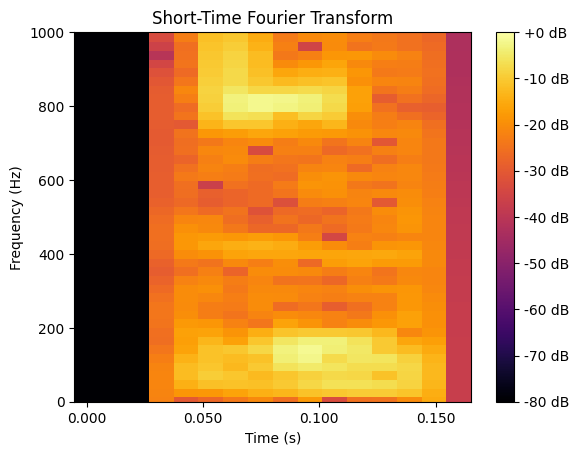 Short-Time Fourier Transform
1000
800
600
400
200
0
Frequency (Hz)
0.000
0.050
0.100
0.150
Time (s)
+0 dB
-10 dB
-20 dB
-30 dB
-40 dB
-50 dB
-60 dB
-70 dB
-80 dB